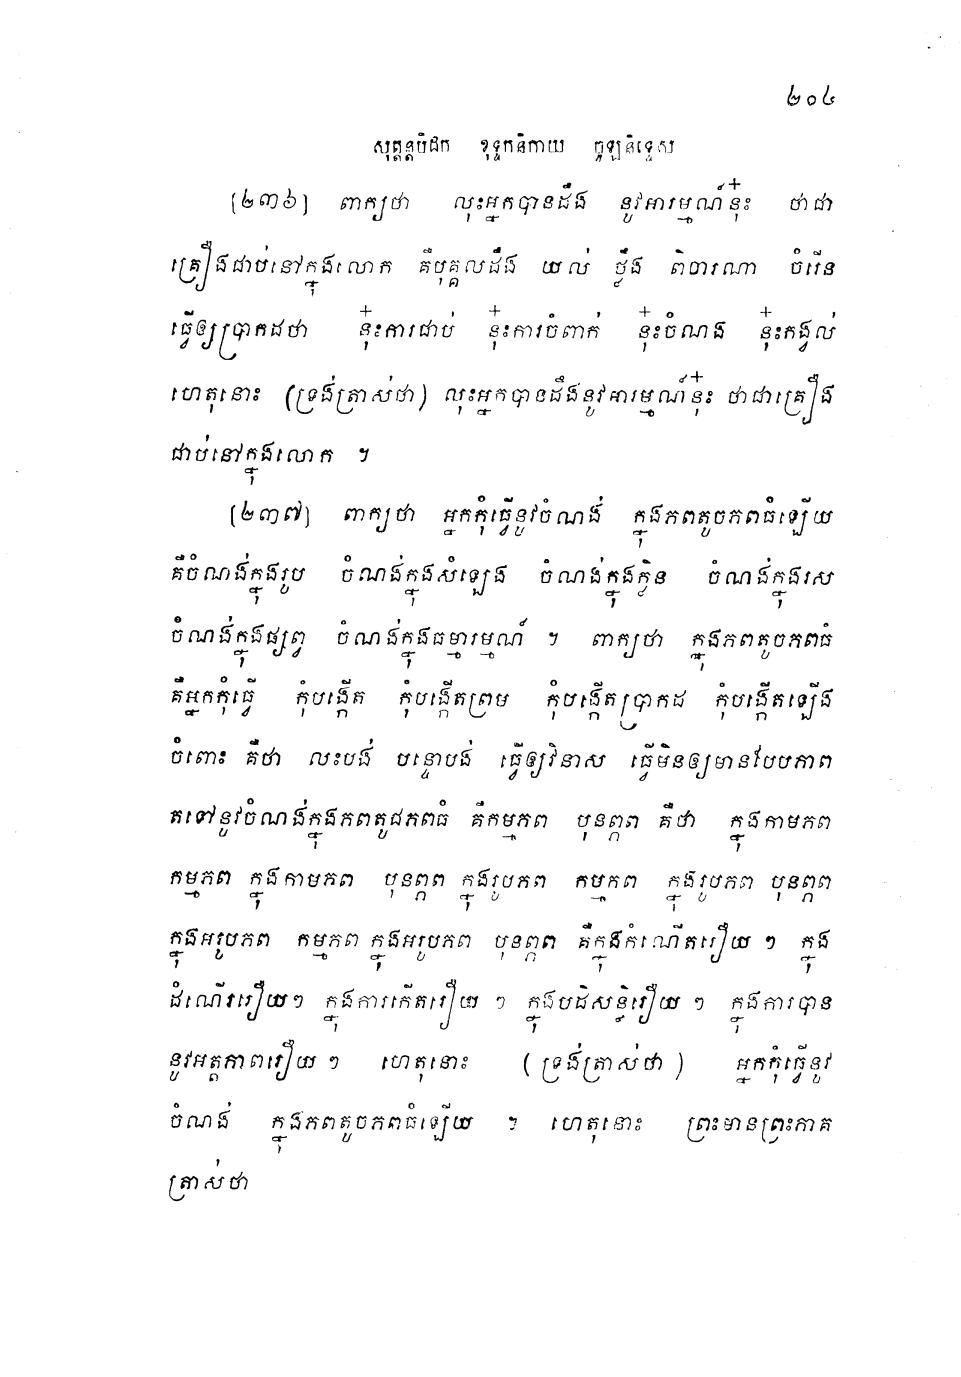 ២០៤
សុត្តន្តបិដក ខុទ្ទកនិកាយ ចូឡនិទ្ទេស
[២៣៦] ពាក្យថា លុះអ្នកបានដឹង នូវអារម្មណ៍នុ៎ះ ថាជា
គ្រឿងជាប់នៅក្នុងលោក គឺបុគ្គលដឹង យល់ ថ្លឹង ពិចារណា ចំរើន
ធ្វើឲ្យប្រាកដថា នុ៎ះការជាប់ នុ៎ះការចំពាក់ នុ៎ះចំណង នុ៎ះកង្វល់
ហេតុនោះ (ទ្រង់ត្រាស់ថា) លុះអ្នកបានដឹងនូវអារម្មណ៍នុ៎ះ ថាជាគ្រឿង
ជាប់នៅក្នុងលោក ។
[២៣៧] ពាក្យថា អ្នកកុំធ្វើនូវចំណង់ ក្នុងភពតូចភពធំឡើយ
គឺចំណង់ក្នុងរូប ចំណង់ក្នុងសំឡេង ចំណង់ក្នុងក្លិន ចំណង់ក្នុងរស
ចំណង់ក្នុងផ្សព្វ ចំណង់ក្នុងធម្មារម្មណ៍ ។ ពាក្យថា ក្នុងភពតូចភពធំ
គឺអ្នកកុំធ្វើ កុំបង្កើត កុំបង្កើតព្រម កុំបង្កើតប្រាកដ កុំបង្កើតឡើង
ចំពោះ គឺថា លះបង់ បន្ទោបង់ ធ្វើឲ្យវិនាស ធ្វើមិនឲ្យមានបែបភាព
តទៅនូវចំណង់ក្នុងភពតូជភពធំ គឺកម្មភព បុនព្ភព គឺថា ក្នុងកាមភព
កម្មភព ក្នុងកាមភព បុនព្ភព ក្នុងរូបភព កម្មភព ក្នុងរូបភព បុនព្ភព
ក្នុងអរូបភព កម្មភព ក្នុងអរូបភព បុនព្ភព គឺក្នុងកំណើតរឿយ ៗ ក្នុង
ដំណើររឿយៗ ក្នុងការកើតរឿយ ៗ ក្នុងបដិសន្ធិរឿយ ៗ ក្នុងការបាន
នូវអត្តភាពរឿយ ៗ ហេតុនោះ (ទ្រង់ត្រាស់ថា) អ្នកកុំធ្វើនូវ
ចំណង់ ក្នុងភពតូចភពធំឡើយ ។ ហេតុនោះ ព្រះមានព្រះភាគ
ត្រាស់ថា